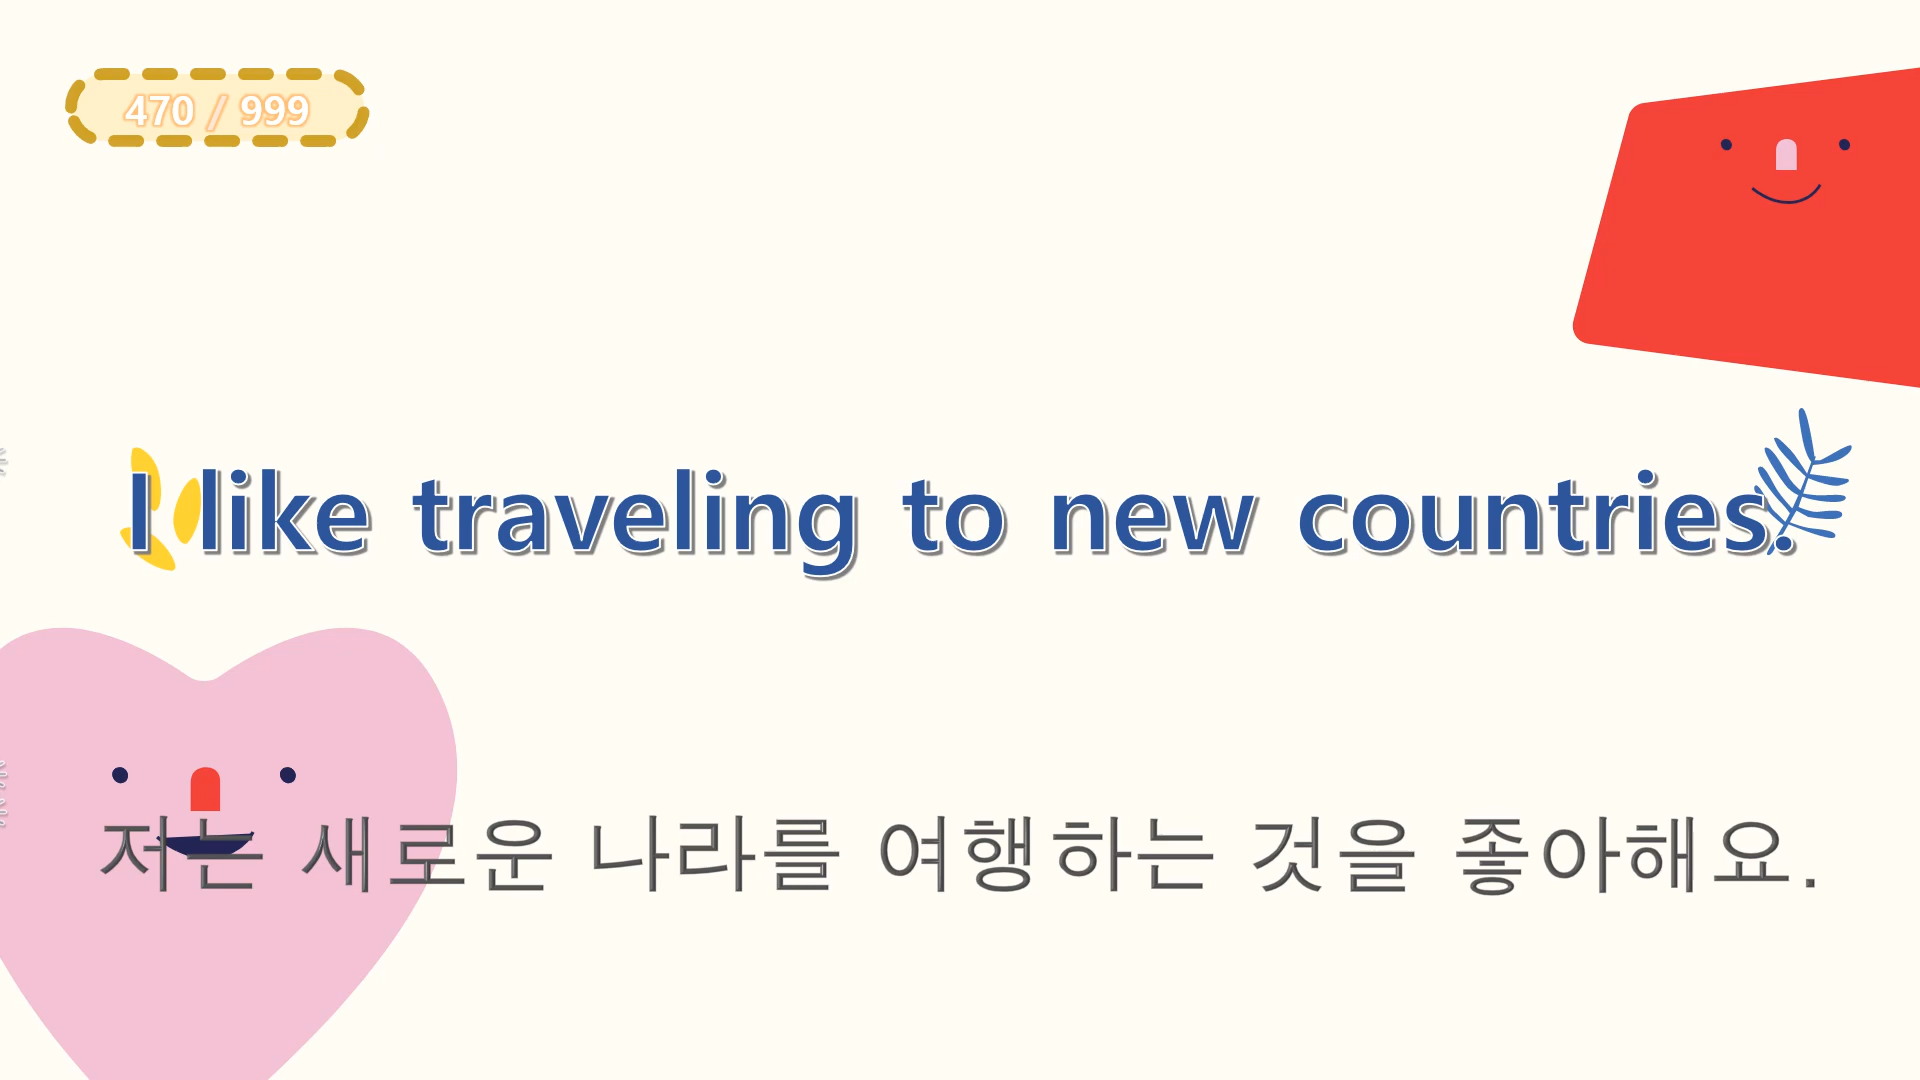 470 / 999
I like traveling to new countries.
저는 새로운 나라를 여행하는 것을 좋아해요.